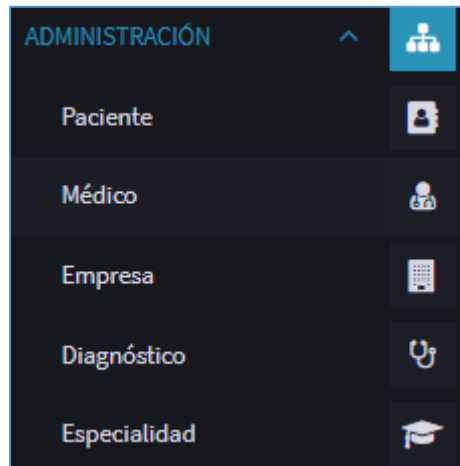 ADMINISTRACIÓN
Paciente
Médico
Empresa
Diagnóstico
Especialidad